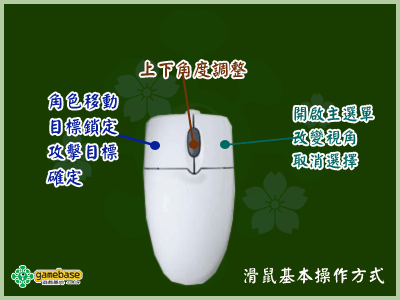 上下角度調整
角色移動
目標鎖定
攻擊目標
確定
開啟主選單
改變視角
取消選擇
gamebase
滑鼠基本操作方式